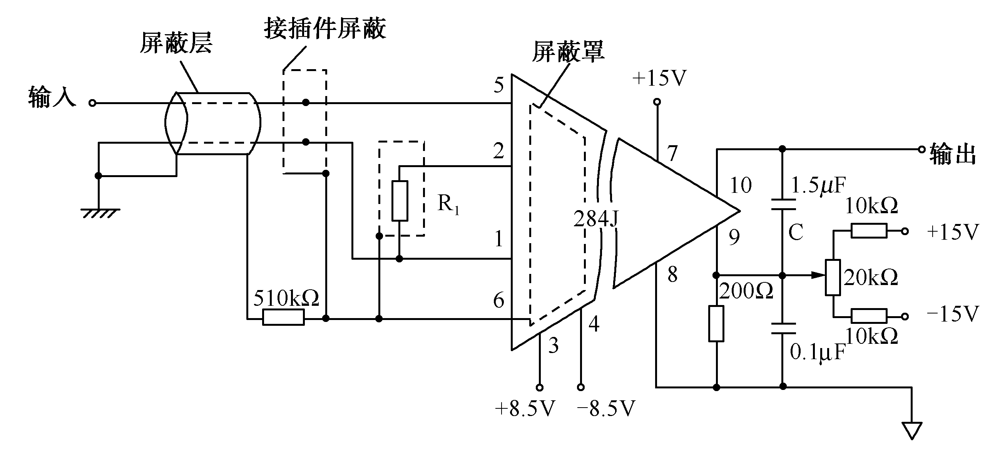 接插件屏蔽
屏蔽层
屏蔽罩
输入
+15V
5
7
2
输出
10
1.5μF
10kΩ
R1
284J
1
9
C
+15V
8
20kΩ
200Ω
510kΩ
6
4
−15V
10kΩ
3
0.1μF
+8.5V
−8.5V